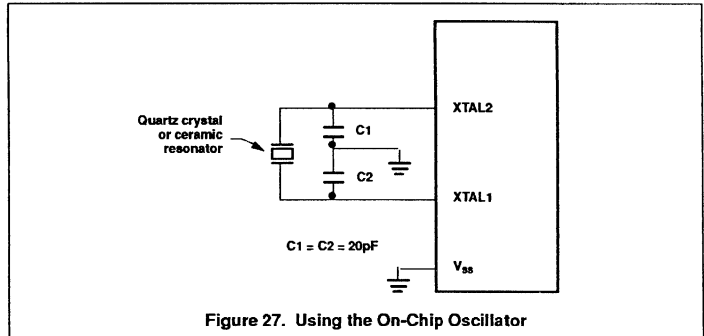 XTAL2
Quartz crystal
or ceramic
resonator
C1
C2
XTAL1
C1 = C2 = 20pF
Vss
Figure 27. Using the On-Chip Oscillator